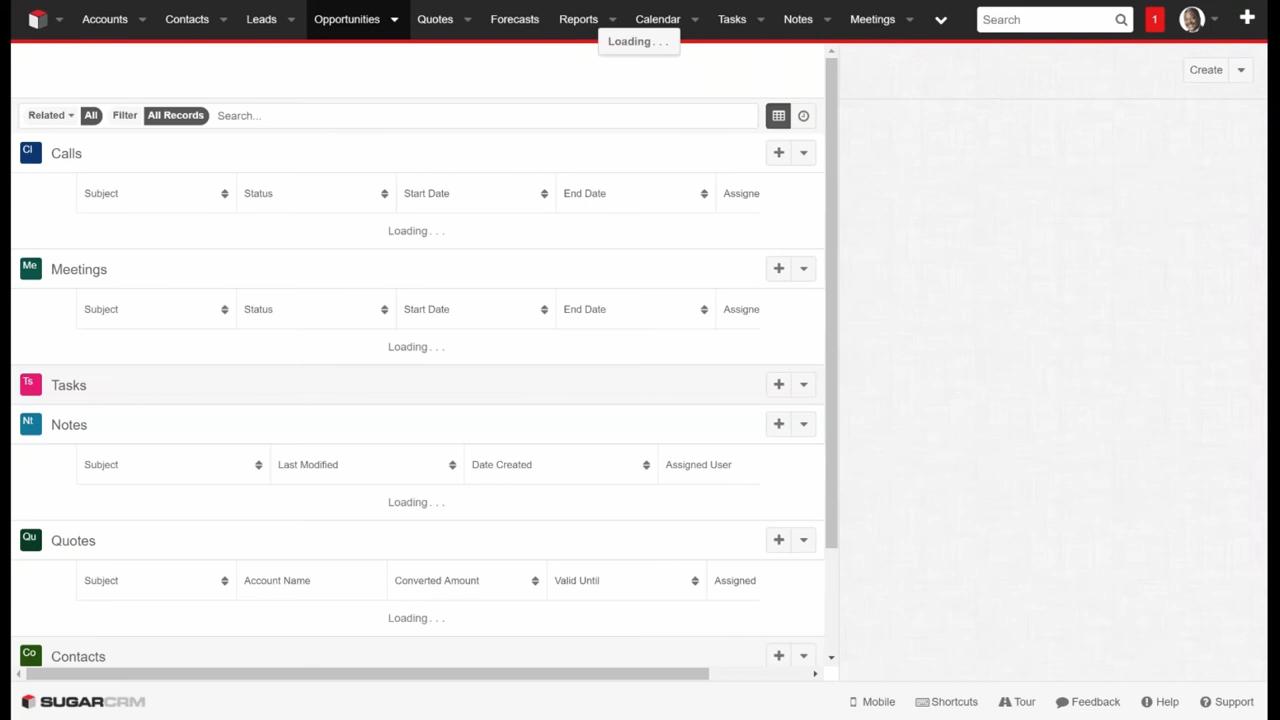 Accounts Contacts Leads Opportunities Quotes Forecasts Reports Calendar Tasks Notes Meetings Search 1
Loading...
Create
Related All Filter All Records Search...
Cl Calls
Subject Status Start Date End Date Assigne
Loading...
Me Meetings
Subject Status Start Date End Date Assigne
Loading...
Ts Tasks
Nt Notes
Subject Last Modified Date Created Assigned User
Loading...
Qu Quotes
Subject Account Name Converted Amount Valid Until Assigned
Loading...
Co Contacts
SUGARCRM Mobile Shortcuts Tour Feedback Help Support